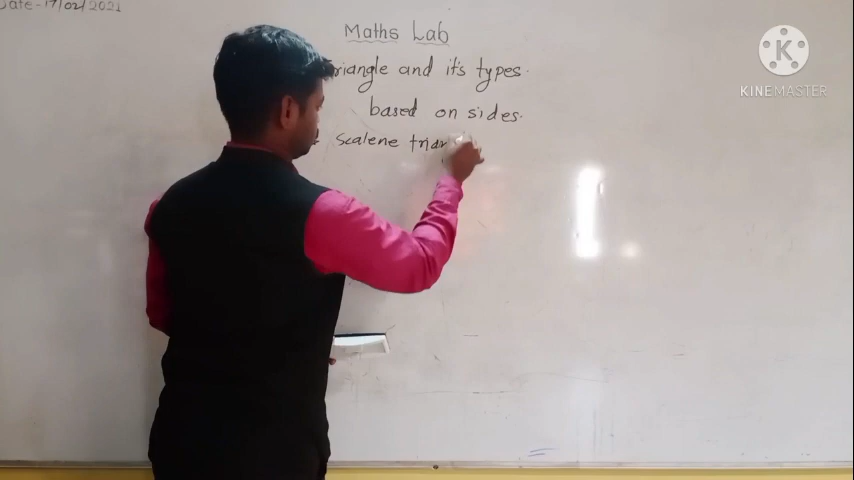 Date-17/02/2021
Maths Lab
Triangle and it's types.
based on sides.
Scalene trian
KINEMASTER